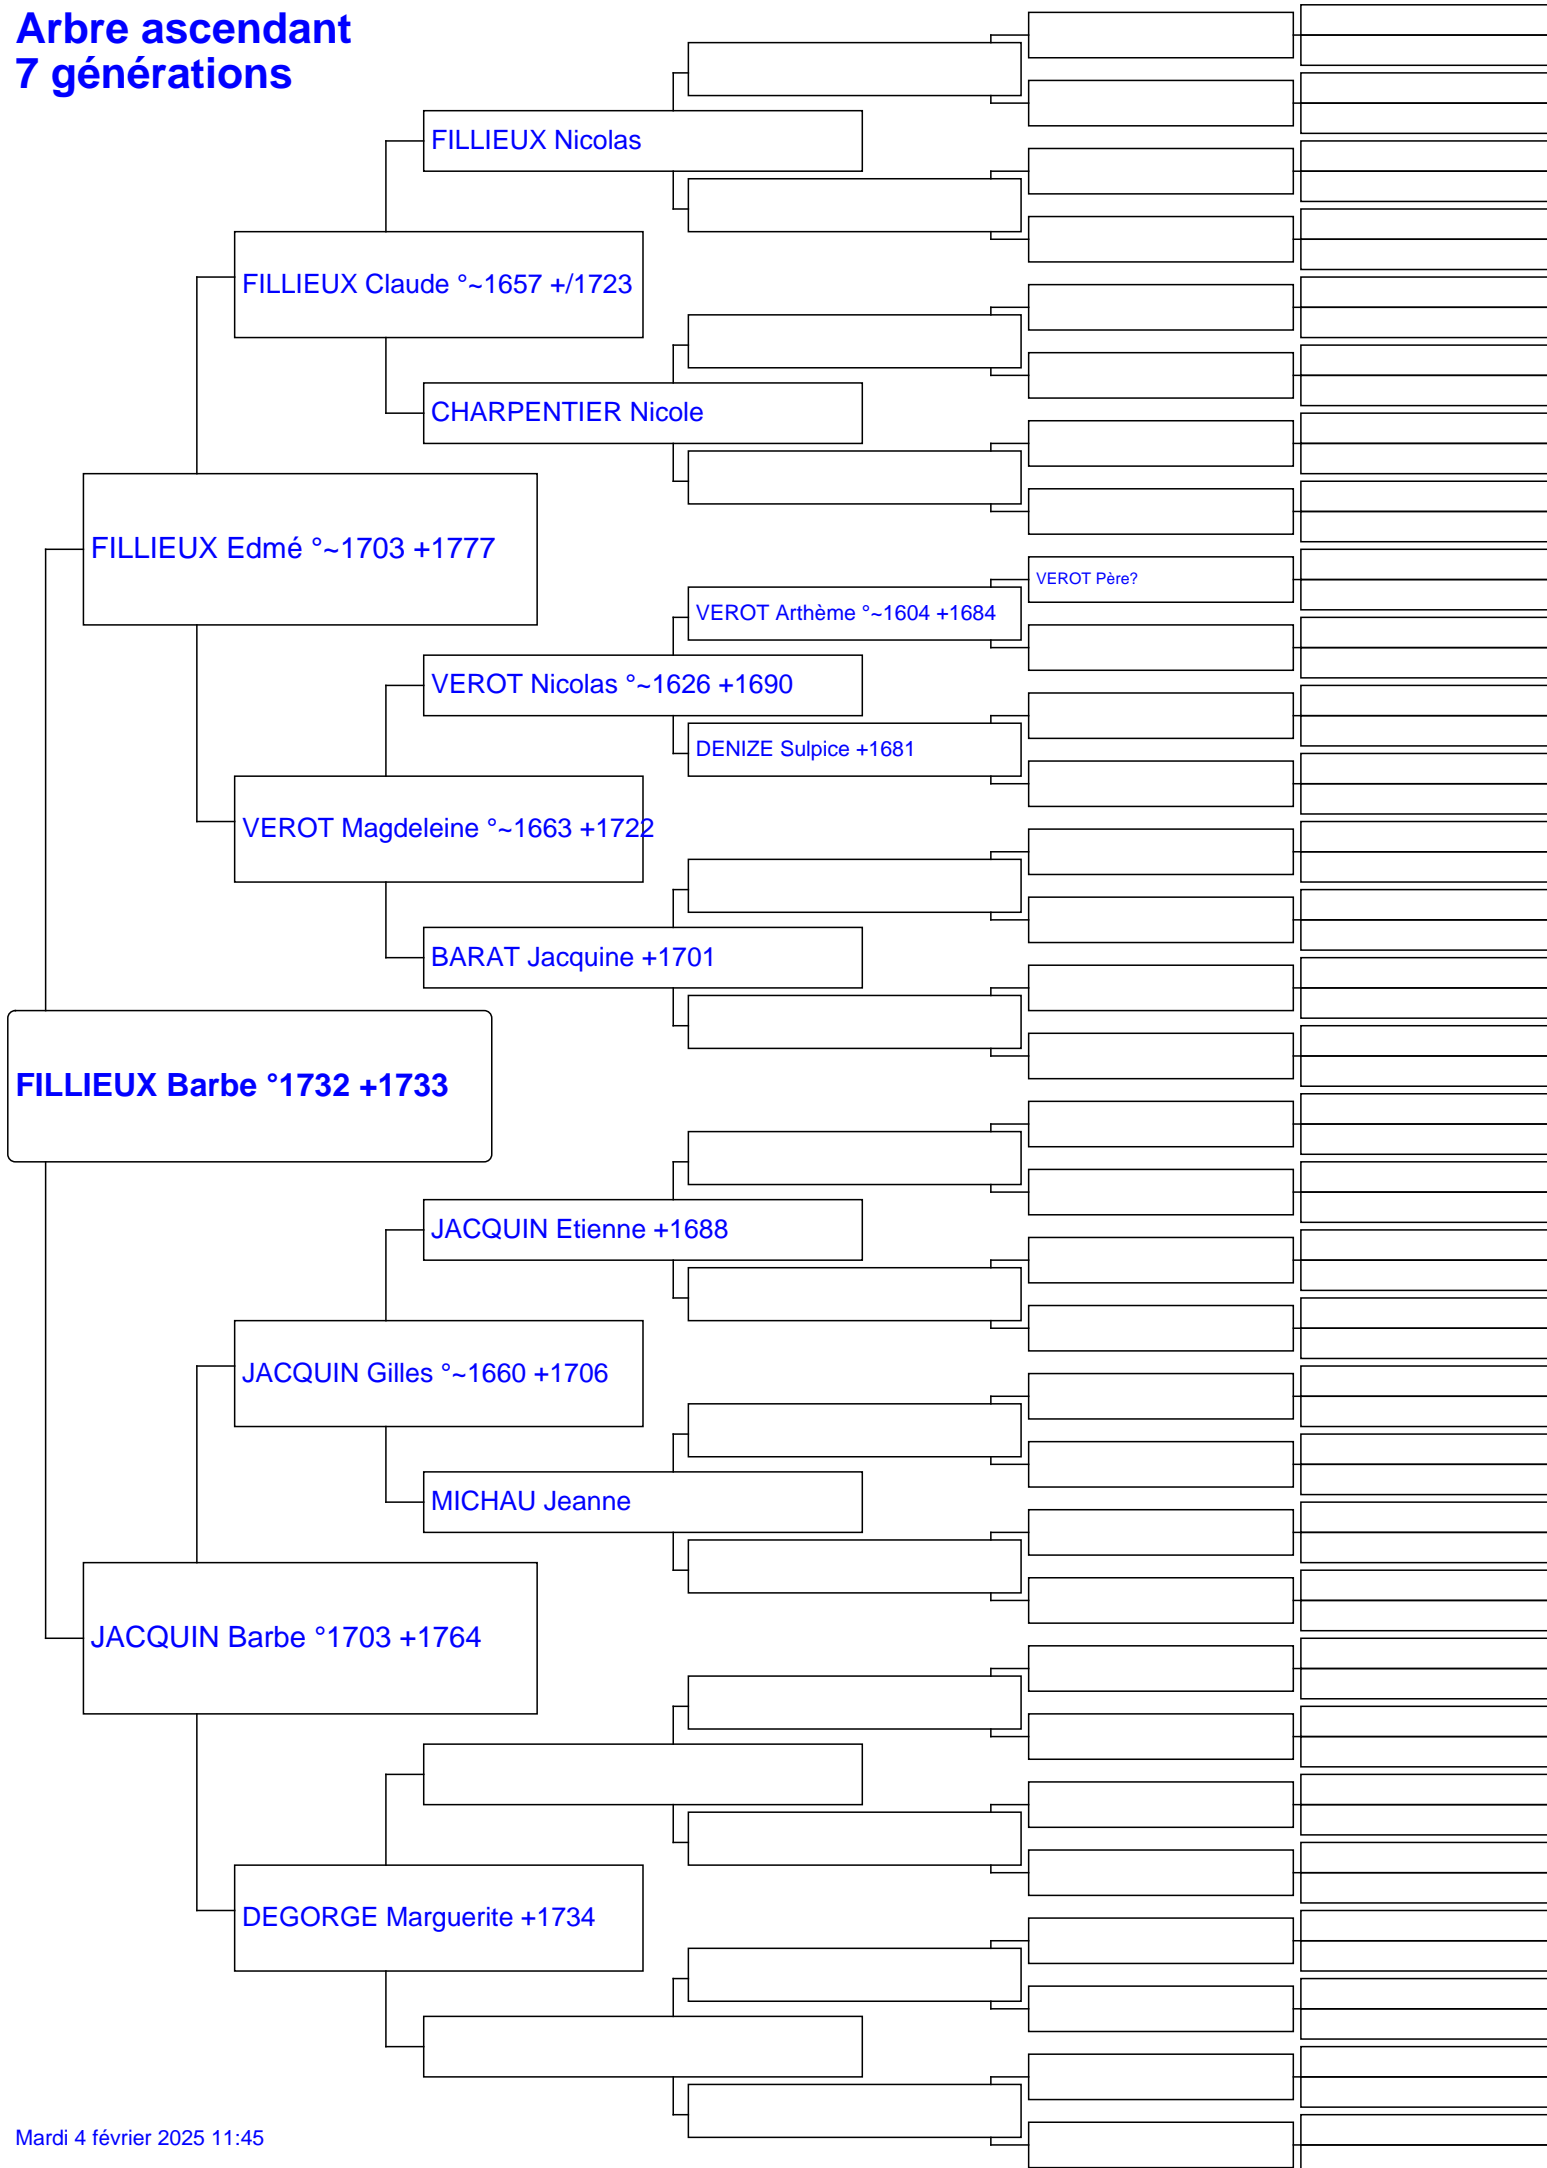 Arbre ascendant
7 générations
FILLIEUX Nicolas
FILLIEUX Claude °~1657 +/1723
CHARPENTIER Nicole
FILLIEUX Edmé °~1703 +1777
VEROT Père?
VEROT Arthème °~1604 +1684
VEROT Nicolas °~1626 +1690
DENIZE Sulpice +1681
VEROT Magdeleine °~1663 +1722
BARAT Jacquine +1701
FILLIEUX Barbe °1732 +1733
JACQUIN Etienne +1688
JACQUIN Gilles °~1660 +1706
MICHAU Jeanne
JACQUIN Barbe °1703 +1764
DEGORGE Marguerite +1734
Mardi 4 février 2025 11:45